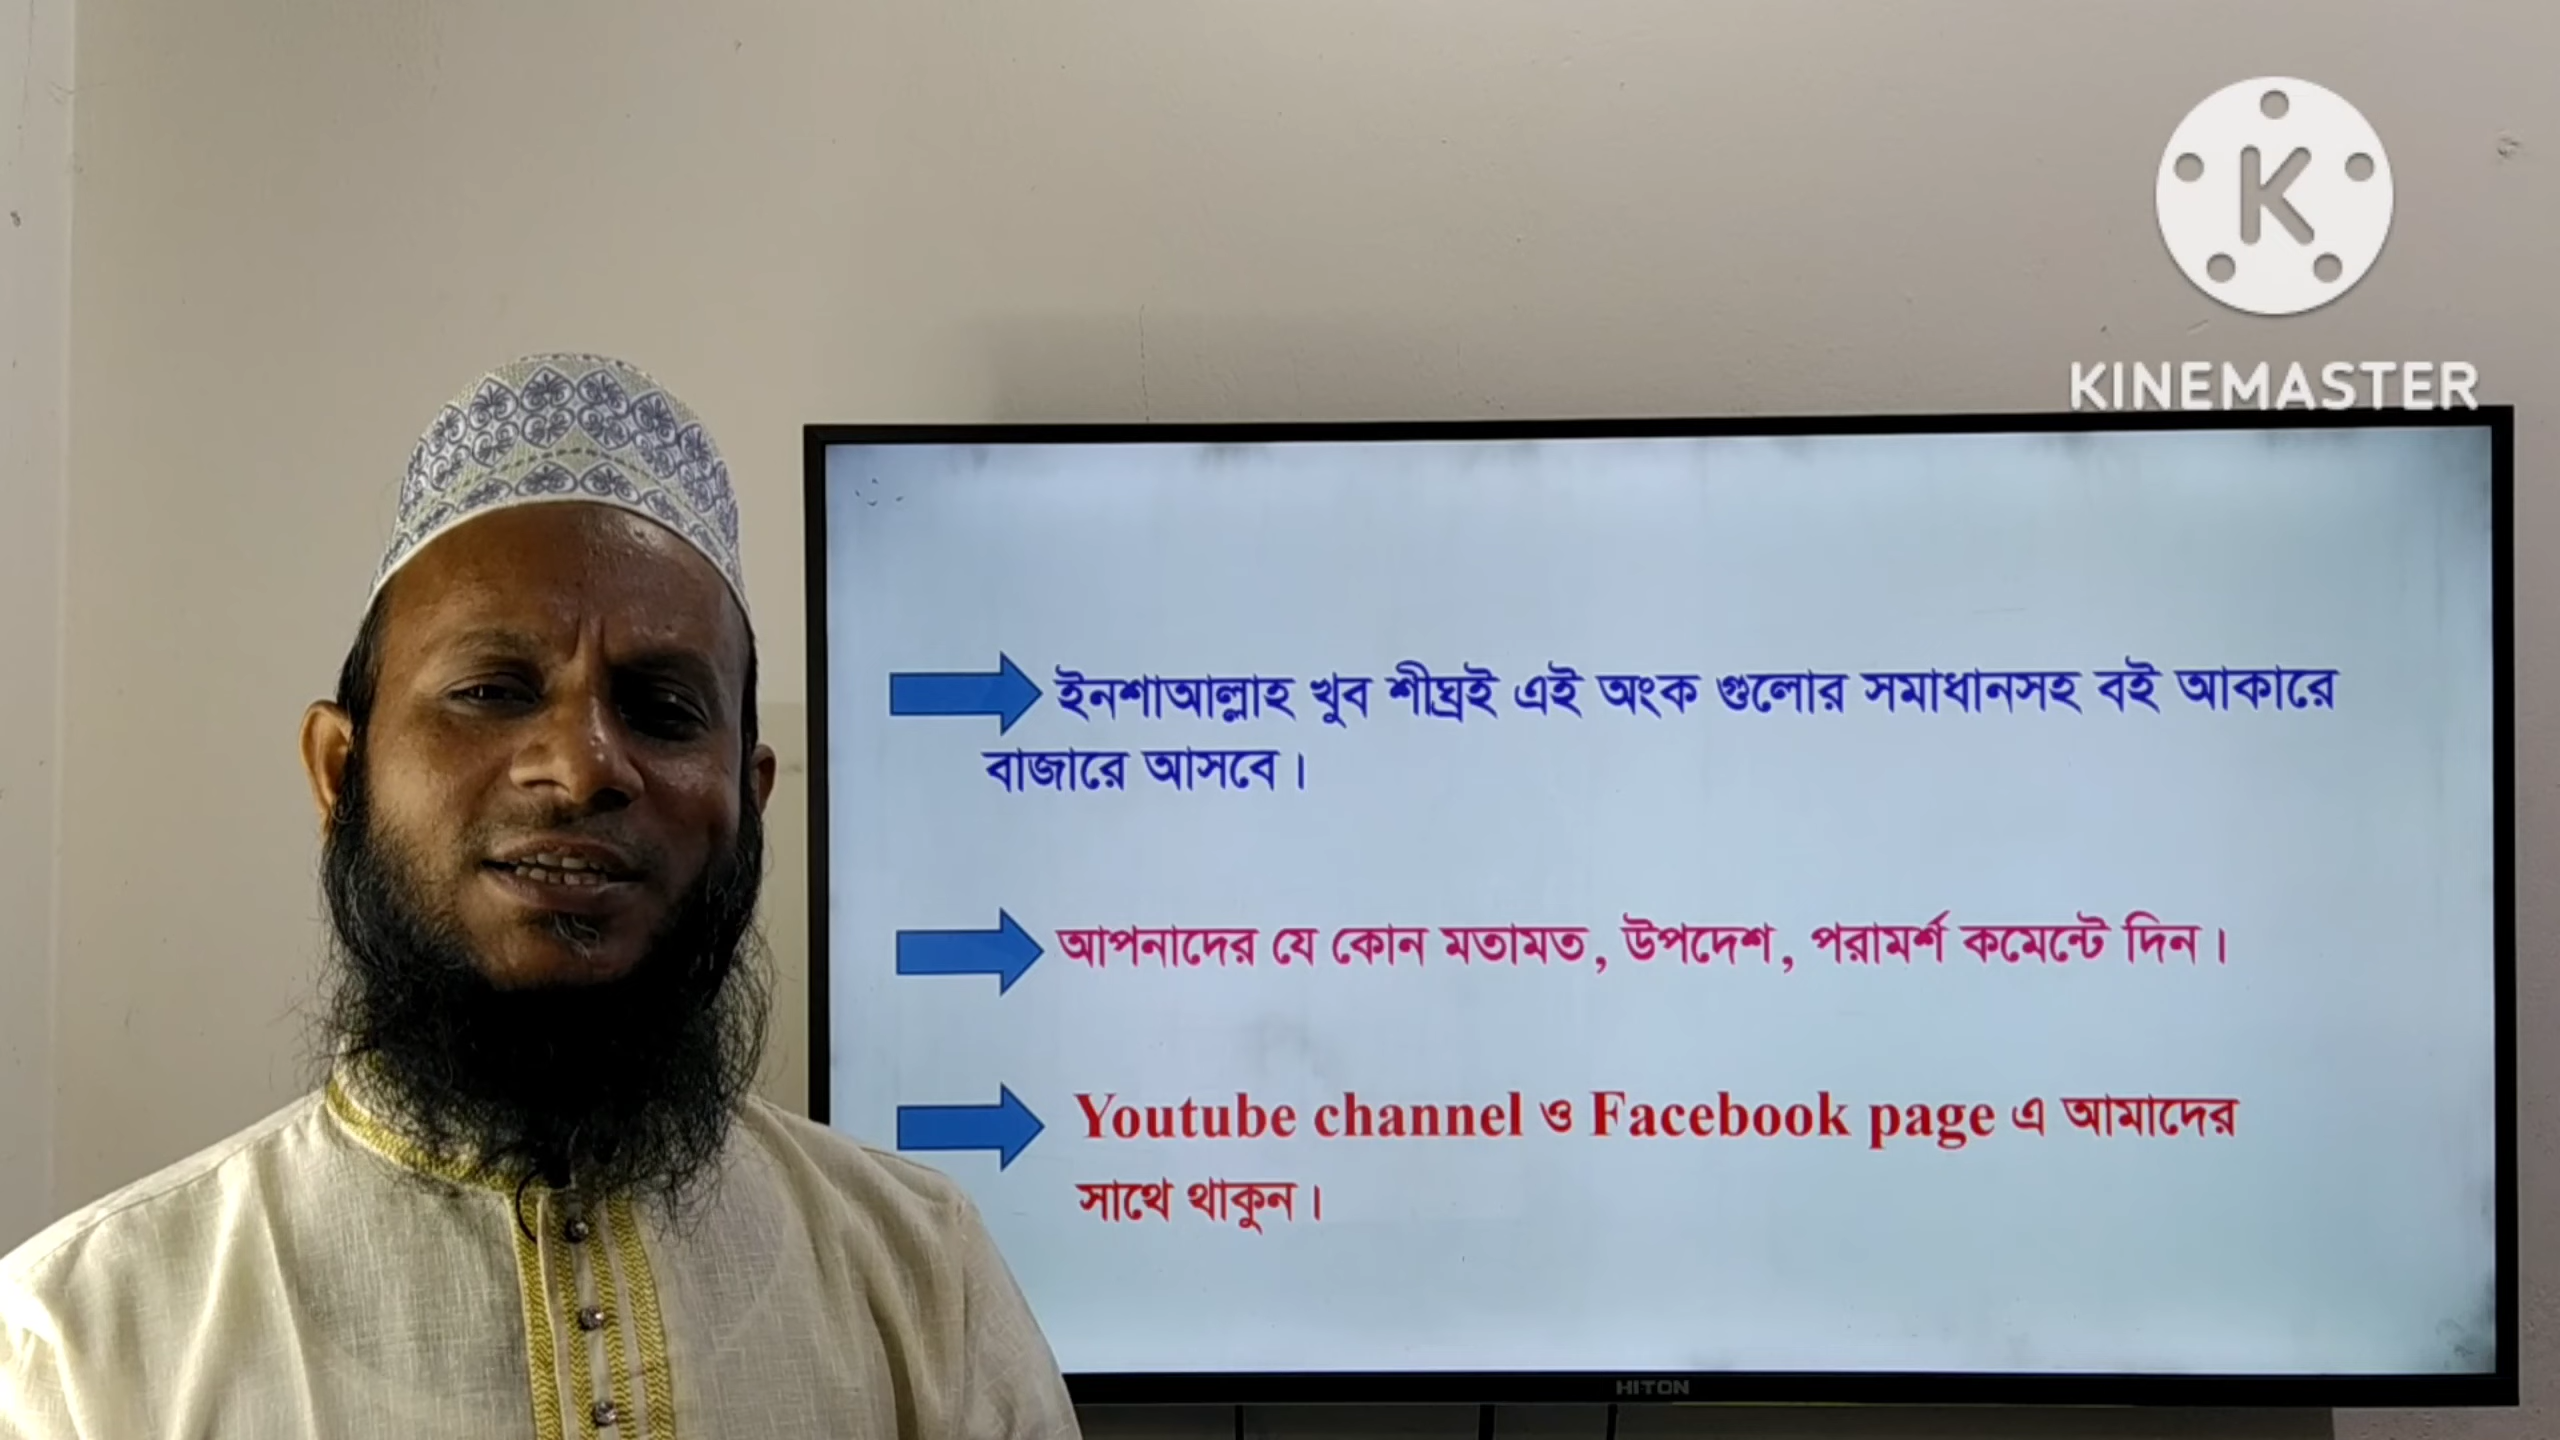 K
KINEMASTER
ইনশাআল্লাহ খুব শীঘ্রই এই অংক গুলোর সমাধানসহ বই আকারে
বাজারে আসবে।
আপনাদের যে কোন মতামত, উপদেশ, পরামর্শ কমেন্টে দিন।
Youtube channel ও Facebook page এ আমাদের
সাথে থাকুন।
HITON